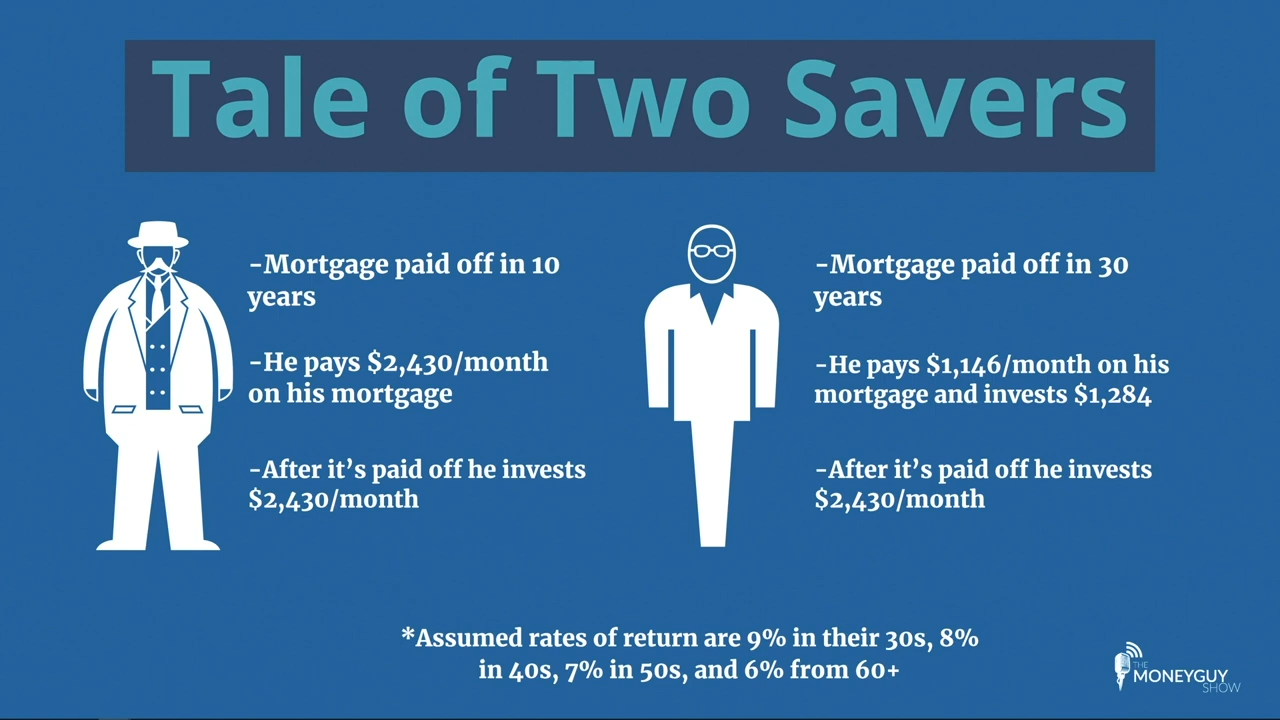 Tale of Two Savers
-Mortgage paid off in 10
years
-He pays $2,430/month
on his mortgage
-After it’s paid off he invests
$2,430/month
-Mortgage paid off in 30
years
-He pays $1,146/month on his
mortgage and invests $1,284
-After it’s paid off he invests
$2,430/month
*Assumed rates of return are 9% in their 30s, 8%
in 40s, 7% in 50s, and 6% from 60+
THE
MONEYGUY
SHOW